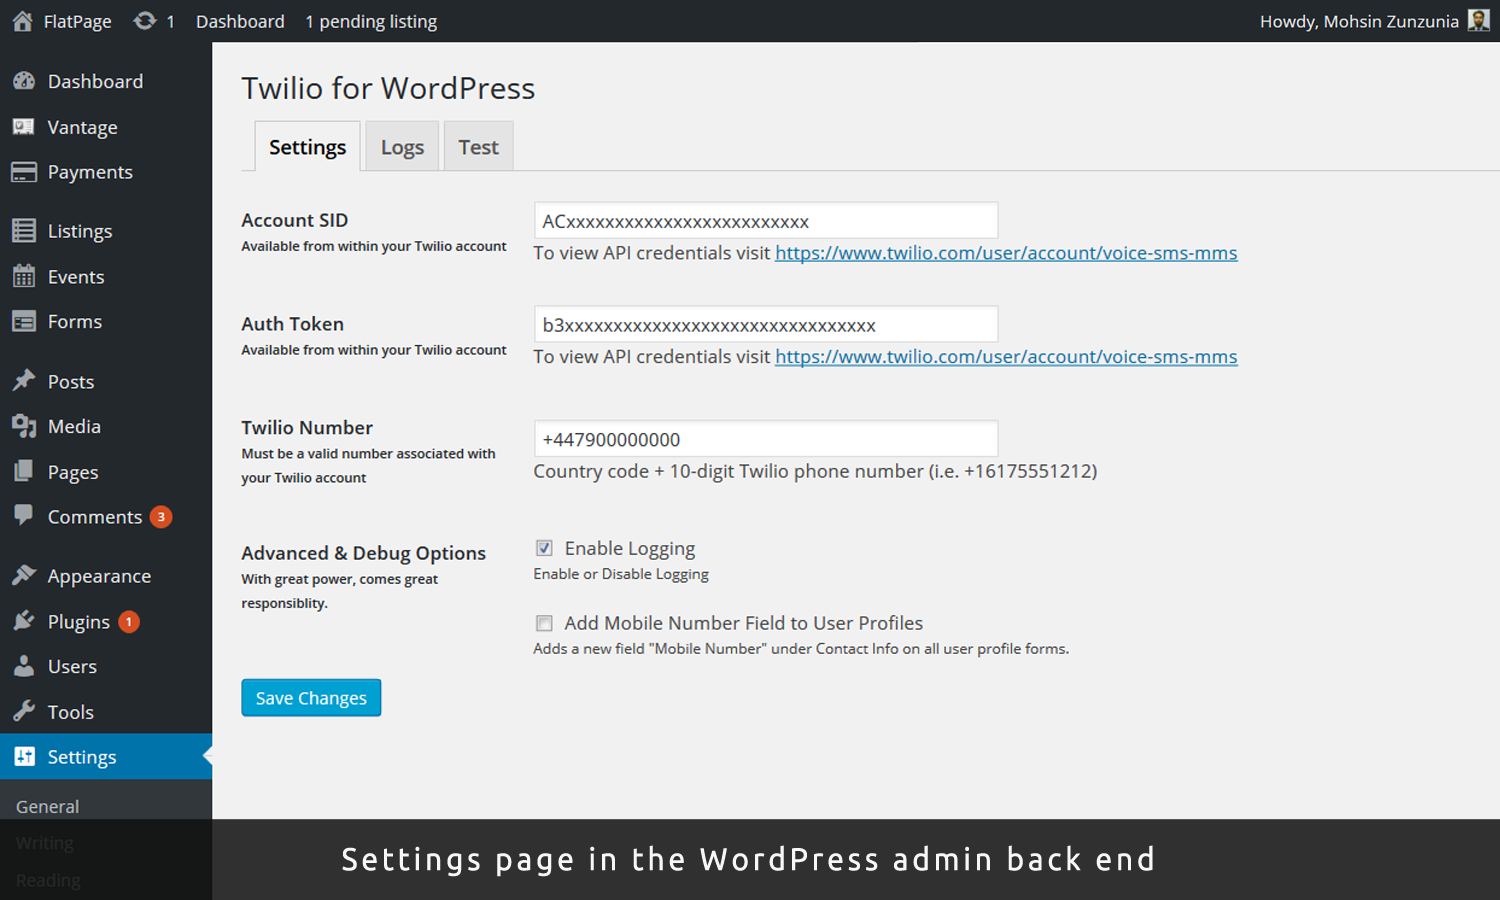 FlatPage 1 Dashboard 1 pending listing Howdy, Mohsin Zunzunia
Dashboard
Vantage
Payments
Listings
Events
Forms
Posts
Media
Pages
Comments 3
Appearance
Plugins 1
Users
Tools
Settings
General
Writing
Reading
Twilio for WordPress
Settings Logs Test
Account SID
Available from within your Twilio account
ACxxxxxxxxxxxxxxxxxxxxxxxxx
To view API credentials visit https://www.twilio.com/user/account/voice-sms-mms
Auth Token
Available from within your Twilio account
b3xxxxxxxxxxxxxxxxxxxxxxxxxxxxxxxx
To view API credentials visit https://www.twilio.com/user/account/voice-sms-mms
Twilio Number
Must be a valid number associated with
your Twilio account
+447900000000
Country code + 10-digit Twilio phone number (i.e. +16175551212)
Advanced & Debug Options
With great power, comes great
responsiblity.
Enable Logging
Enable or Disable Logging
Add Mobile Number Field to User Profiles
Adds a new field "Mobile Number" under Contact Info on all user profile forms.
Save Changes
Settings page in the WordPress admin back end